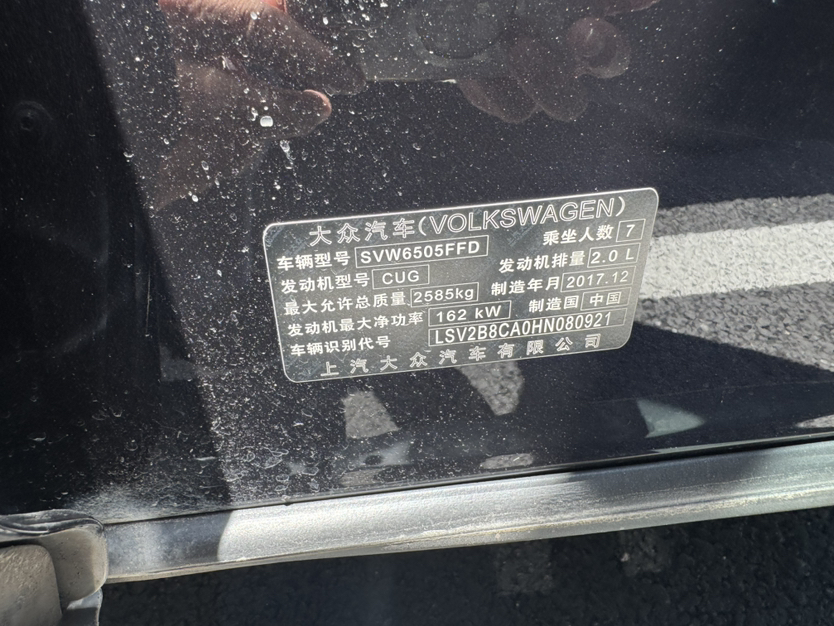 大众汽车(VOLKSWAGEN)
车辆型号 SVW6505FFD 乘坐人数 7
发动机型号 CUG 发动机排量 2.0 L
最大允许总质量 2585kg 制造年月 2017.12
发动机最大净功率 162 kW 制造国 中国
车辆识别代号 LSV2B8CA0HN080921
上汽大众汽车有限公司